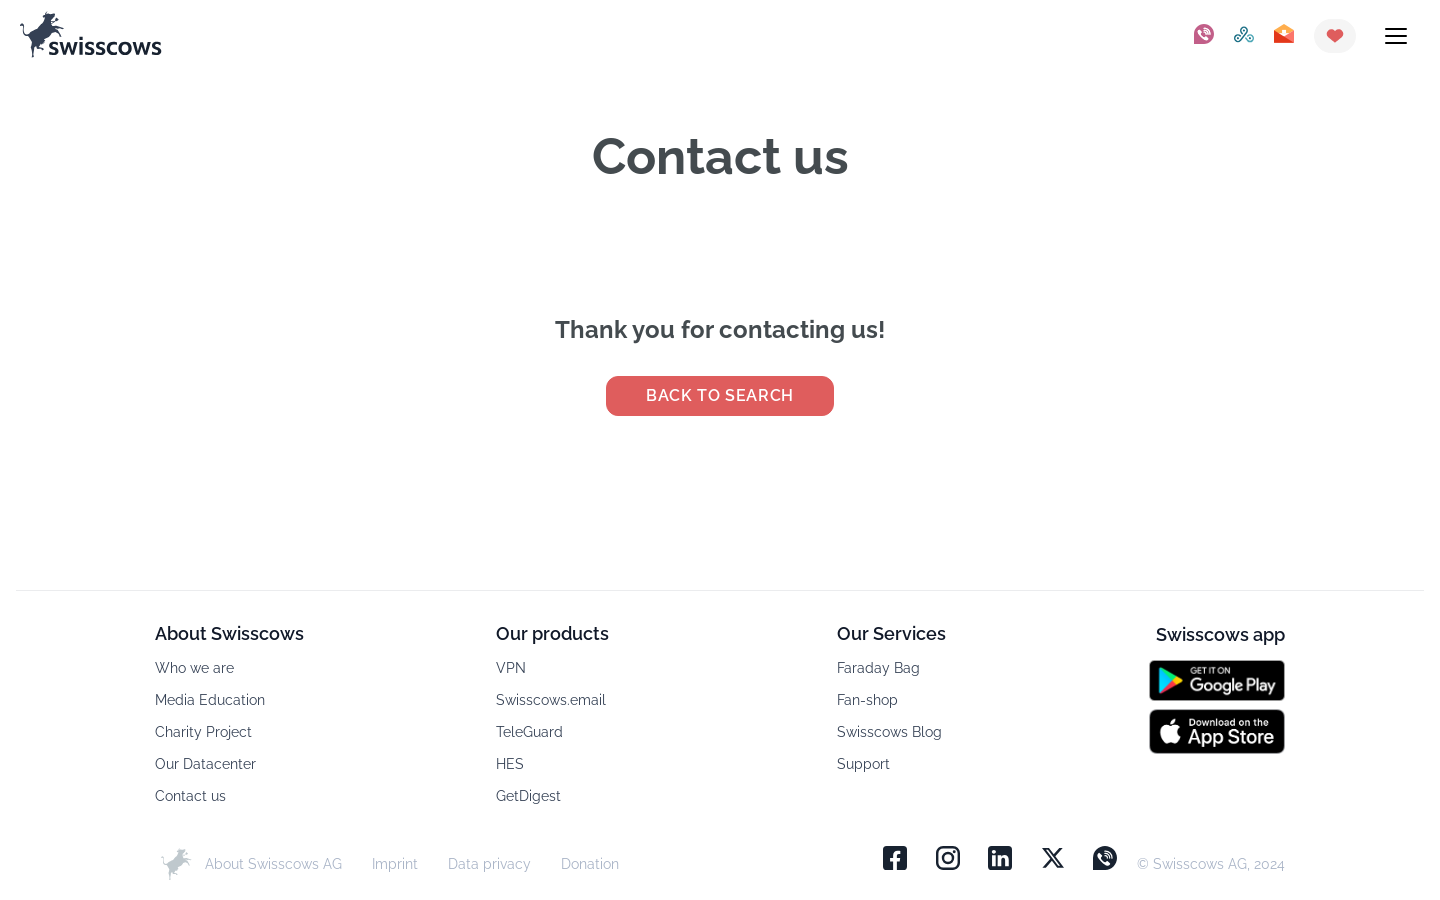 swisscows
Contact us
Thank you for contacting us!
BACK TO SEARCH
About Swisscows
Who we are
Media Education
Charity Project
Our Datacenter
Contact us
Our products
VPN
Swisscows.email
TeleGuard
HES
GetDigest
Our Services
Faraday Bag
Fan-shop
Swisscows Blog
Support
Swisscows app
GET IT ON
Google Play
Download on the
App Store
About Swisscows AG
Imprint
Data privacy
Donation
© Swisscows AG, 2024